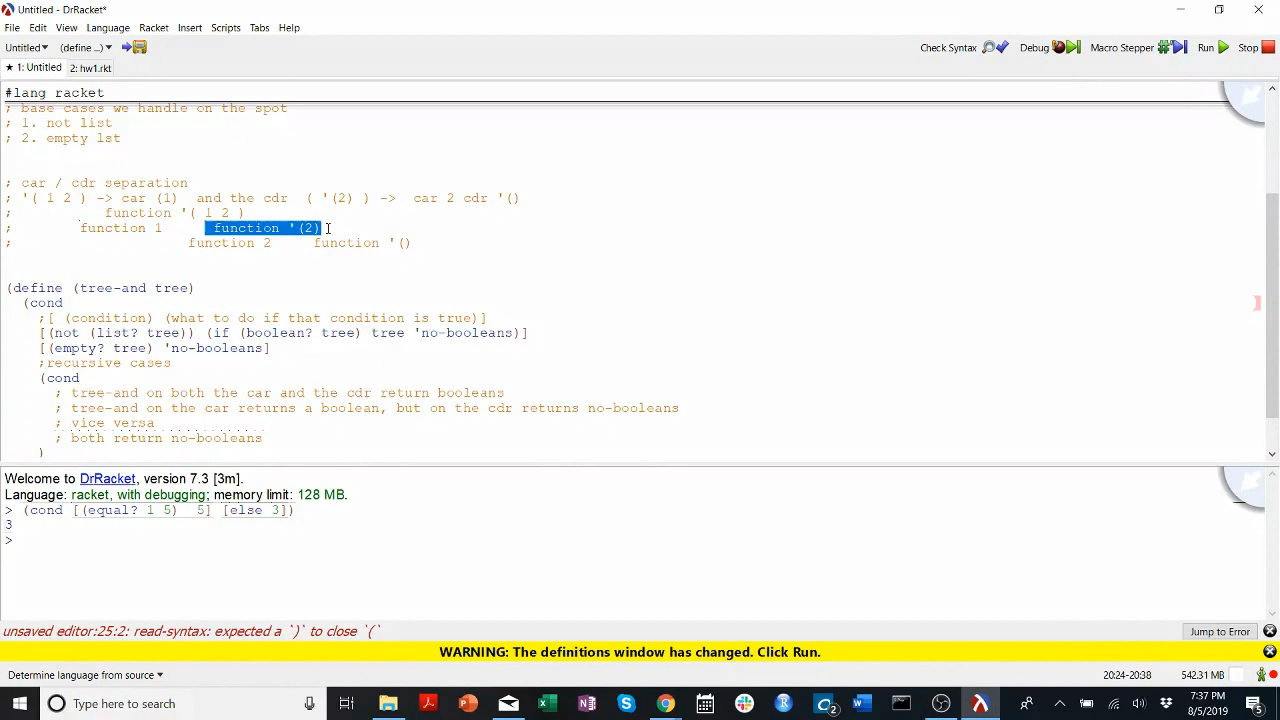 Untitled - DrRacket*
File Edit View Language Racket Insert Scripts Tabs Help
Untitled▾ (define ...)▾ Check Syntax Debug Macro Stepper Run Stop
★ 1: Untitled 2: hw1.rkt
#lang racket
; base cases we handle on the spot
; 1. not list
; 2. empty lst
; car / cdr separation
; '( 1 2 ) -> car (1)  and the cdr  ( '(2) ) ->  car 2 cdr '()
;            function '( 1 2 )
;         function 1       function '(2)
;                      function 2     function '()
(define (tree-and tree)
  (cond
    ;[ (condition) (what to do if that condition is true)]
    [(not (list? tree)) (if (boolean? tree) tree 'no-booleans)]
    [(empty? tree) 'no-booleans]
    ;recursive cases
    (cond
      ; tree-and on both the car and the cdr return booleans
      ; tree-and on the car returns a boolean, but on the cdr returns no-booleans
      ; vice versa
      ; both return no-booleans
    )
Welcome to DrRacket, version 7.3 [3m].
Language: racket, with debugging; memory limit: 128 MB.
> (cond [(equal? 1 5)  5] [else 3])
3
>
unsaved editor:25:2: read-syntax: expected a `)` to close `(`
Jump to Error
WARNING: The definitions window has changed. Click Run.
Determine language from source▾ 20:24-20:38 542.31 MB
Type here to search
7:37 PM
8/5/2019